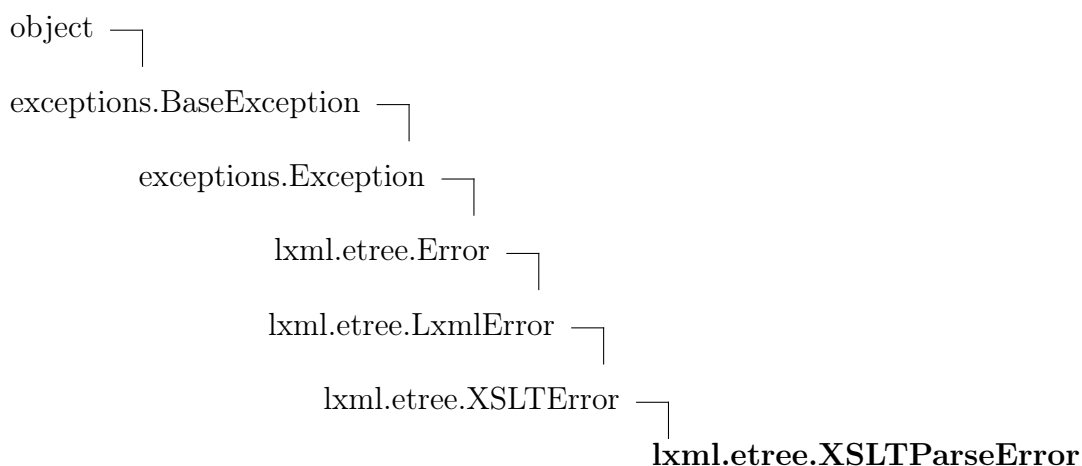 object
exceptions.BaseException
exceptions.Exception
lxml.etree.Error
lxml.etree.LxmlError
lxml.etree.XSLTError
lxml.etree.XSLTParseError